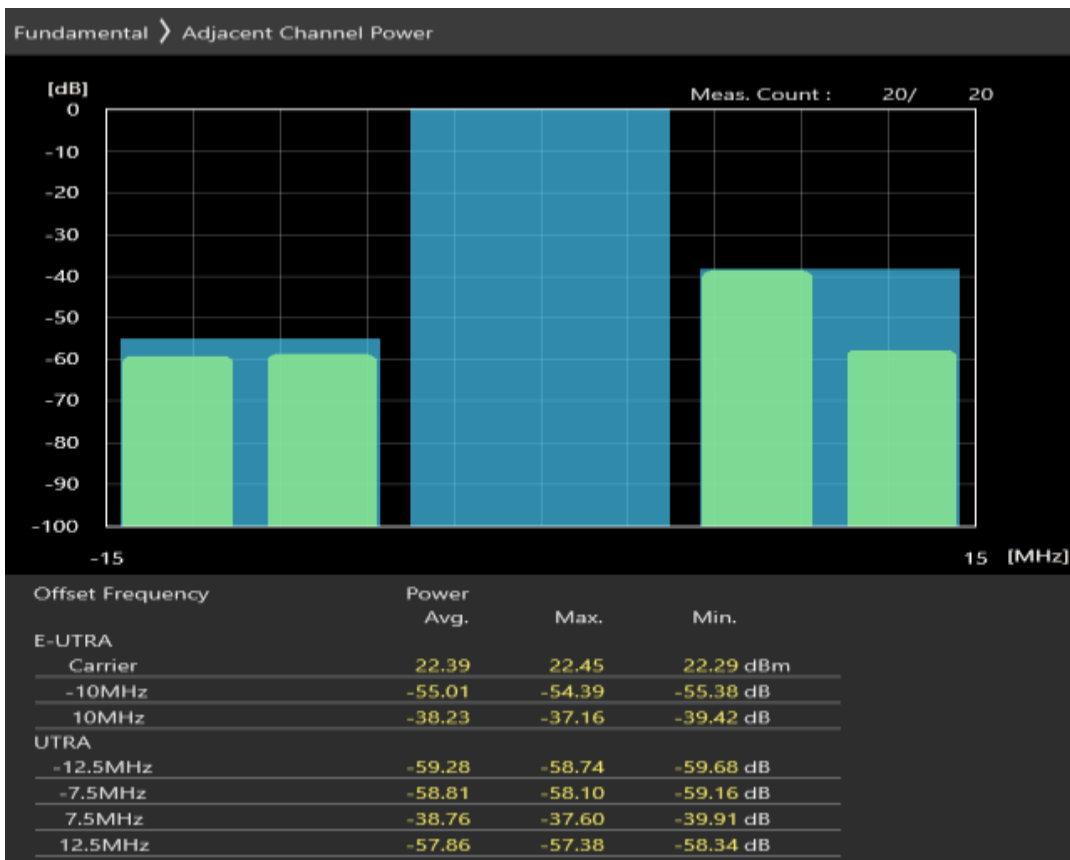 Fundamental 〉 Adjacent Channel Power
[dB]
Meas. Count : 20/ 20
0
-10
-20
-30
-40
-50
-60
-70
-80
-90
-100
-15 15 [MHz]
Offset Frequency Power
Avg. Max. Min.
E-UTRA
Carrier 22.39 22.45 22.29 dBm
-10MHz -55.01 -54.39 -55.38 dB
10MHz -38.23 -37.16 -39.42 dB
UTRA
-12.5MHz -59.28 -58.74 -59.68 dB
-7.5MHz -58.81 -58.10 -59.16 dB
7.5MHz -38.76 -37.60 -39.91 dB
12.5MHz -57.86 -57.38 -58.34 dB